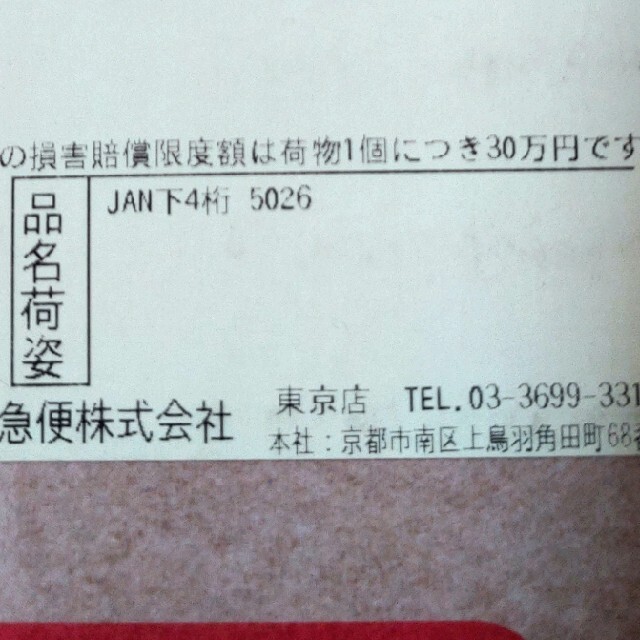 の損害賠償限度額は荷物1個につき30万円です
品名荷姿
JAN下4桁 5026
急便株式会社 東京店 TEL.03-3699-331
本社:京都市南区上鳥羽角田町68番